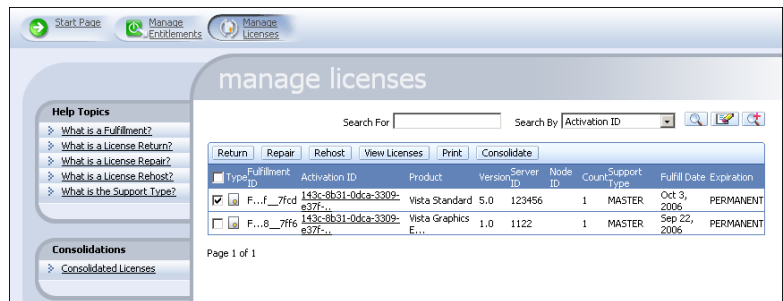 Start Page
Manage Entitlements
Manage Licenses
manage licenses
Help Topics
What is a Fulfillment?
What is a License Return?
What is a License Repair?
What is a License Rehost?
What is the Support Type?
Consolidations
Consolidated Licenses
Search For
Search By Activation ID
Return Repair Rehost View Licenses Print Consolidate
Type Fulfillment ID Activation ID Product Version Server ID Node ID Count Support Type Fulfill Date Expiration
F...f__7fcd 143c-8b31-0dca-3309-e37f-.. Vista Standard 5.0 123456 1 MASTER Oct 3, 2006 PERMANENT
F...8__7ff6 143c-8b31-0dca-3309-e37f-.. Vista Graphics E... 1.0 1122 1 MASTER Sep 22, 2006 PERMANENT
Page 1 of 1